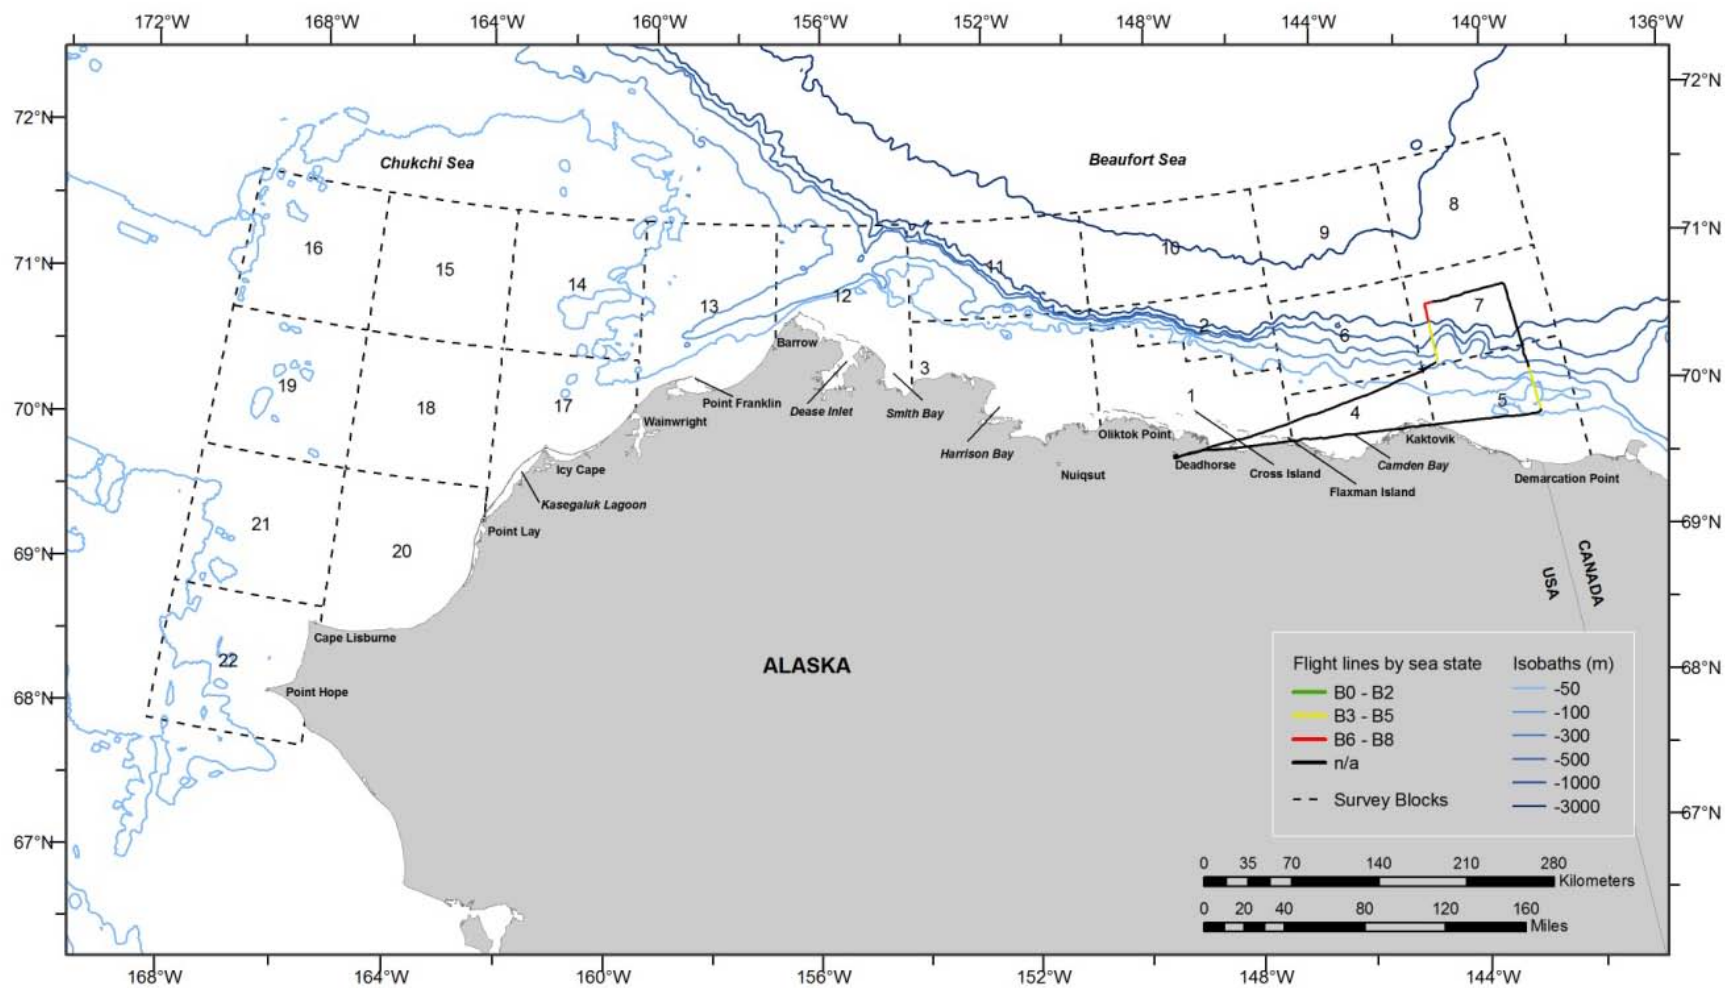 172°W 168°W 164°W 160°W 156°W 152°W 148°W 144°W 140°W 136°W
72°N 72°N
Chukchi Sea Beaufort Sea
8
71°N 71°N
16 15 14 13 12 11 10 9
7
2 6
Barrow
70°N 70°N
19 18 17 3 1 4 5
Point Franklin Dease Inlet Smith Bay
Wainwright Harrison Bay Oliktok Point Kaktovik
Icy Cape Nuiqsut Deadhorse Cross Island Camden Bay Demarcation Point
Flaxman Island
Kasegaluk Lagoon
69°N 69°N
21 20 Point Lay
USA CANADA
Cape Lisburne
22
68°N 68°N
Point Hope
ALASKA
67°N 67°N
Flight lines by sea state
B0 - B2
B3 - B5
B6 - B8
n/a
Survey Blocks
Isobaths (m)
-50
-100
-300
-500
-1000
-3000
0 35 70 140 210 280
Kilometers
0 20 40 80 120 160
Miles
168°W 164°W 160°W 156°W 152°W 148°W 144°W